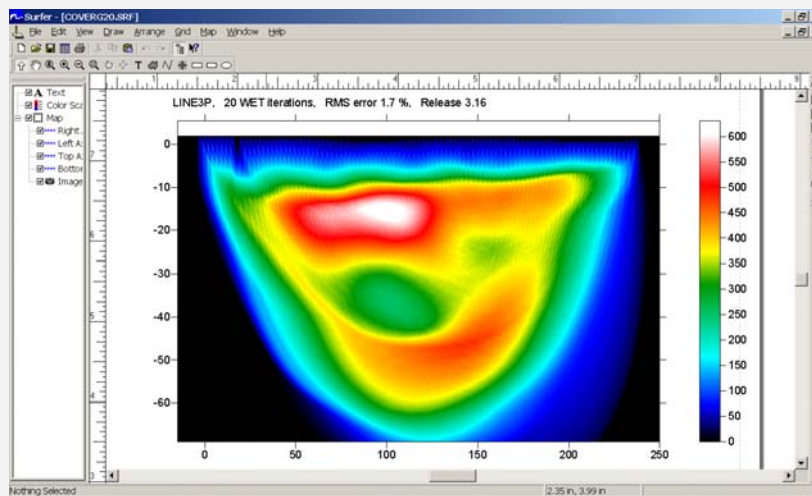 Surfer - [COVERG20.SRF]
File Edit View Draw Arrange Grid Map Window Help
Text
Color Sca
Map
Right
Left A
Top A
Bottor
Image
LINE3P, 20 WET iterations, RMS error 1.7 %, Release 3.16
0
-10
-20
-30
-40
-50
-60
0 50 100 150 200 250
600
550
500
450
400
350
300
250
200
150
100
50
0
Nothing Selected
2.35 in, 3.99 in